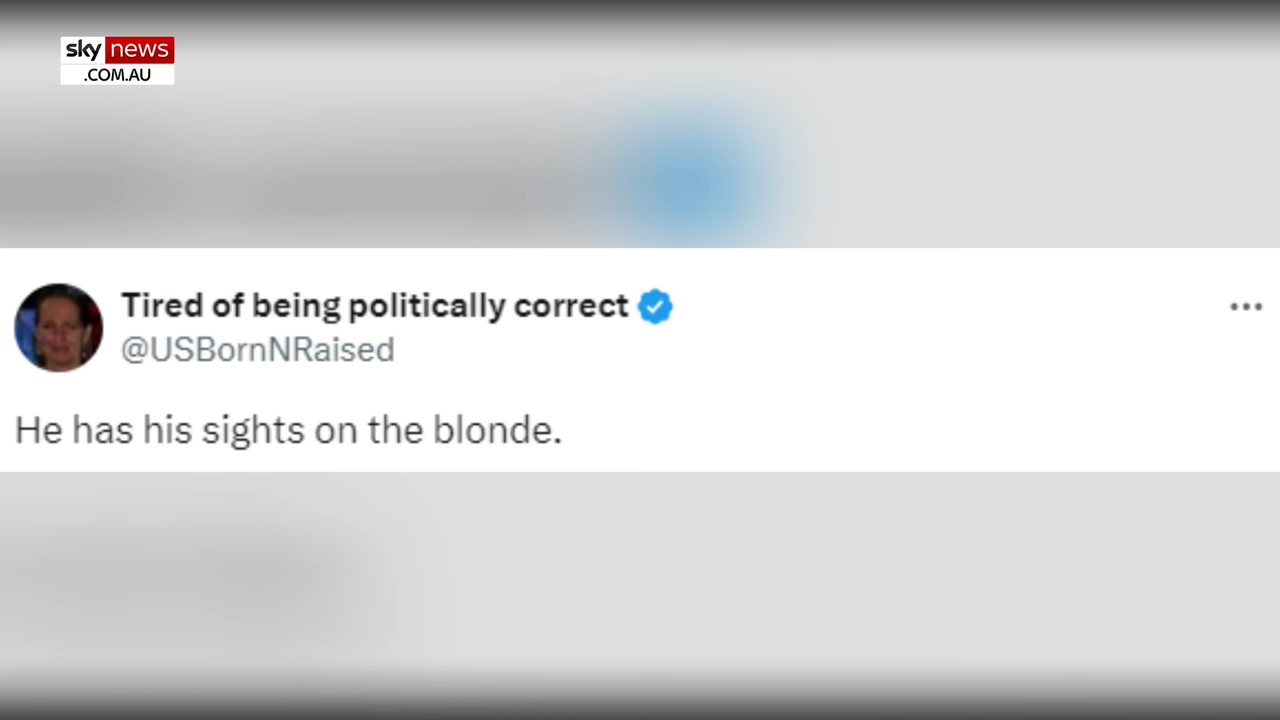 sky news
.COM.AU
Tired of being politically correct
@USBornNRaised
He has his sights on the blonde.